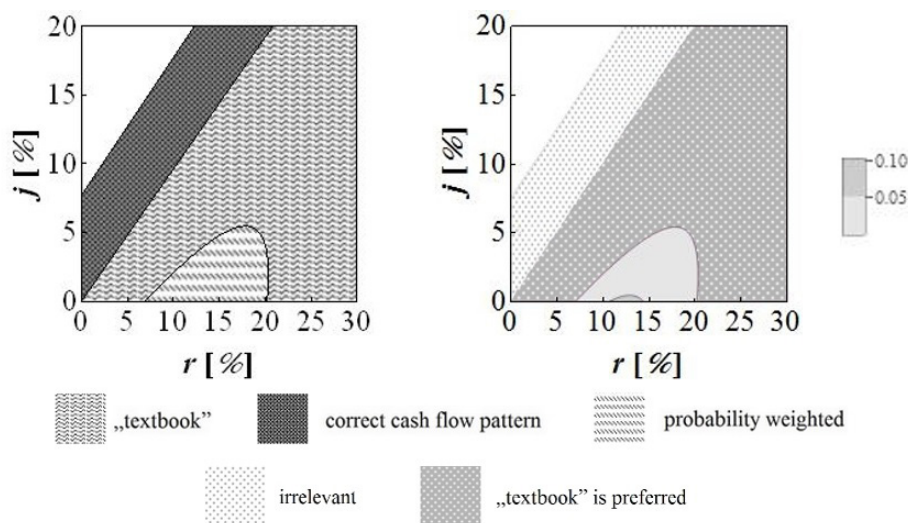 20
15
10
5
0
j [%]
0 5 10 15 20 25 30
r [%]
20
15
10
5
0
j [%]
0 5 10 15 20 25 30
r [%]
0.10
0.05
„textbook” correct cash flow pattern probability weighted
irrelevant „textbook” is preferred